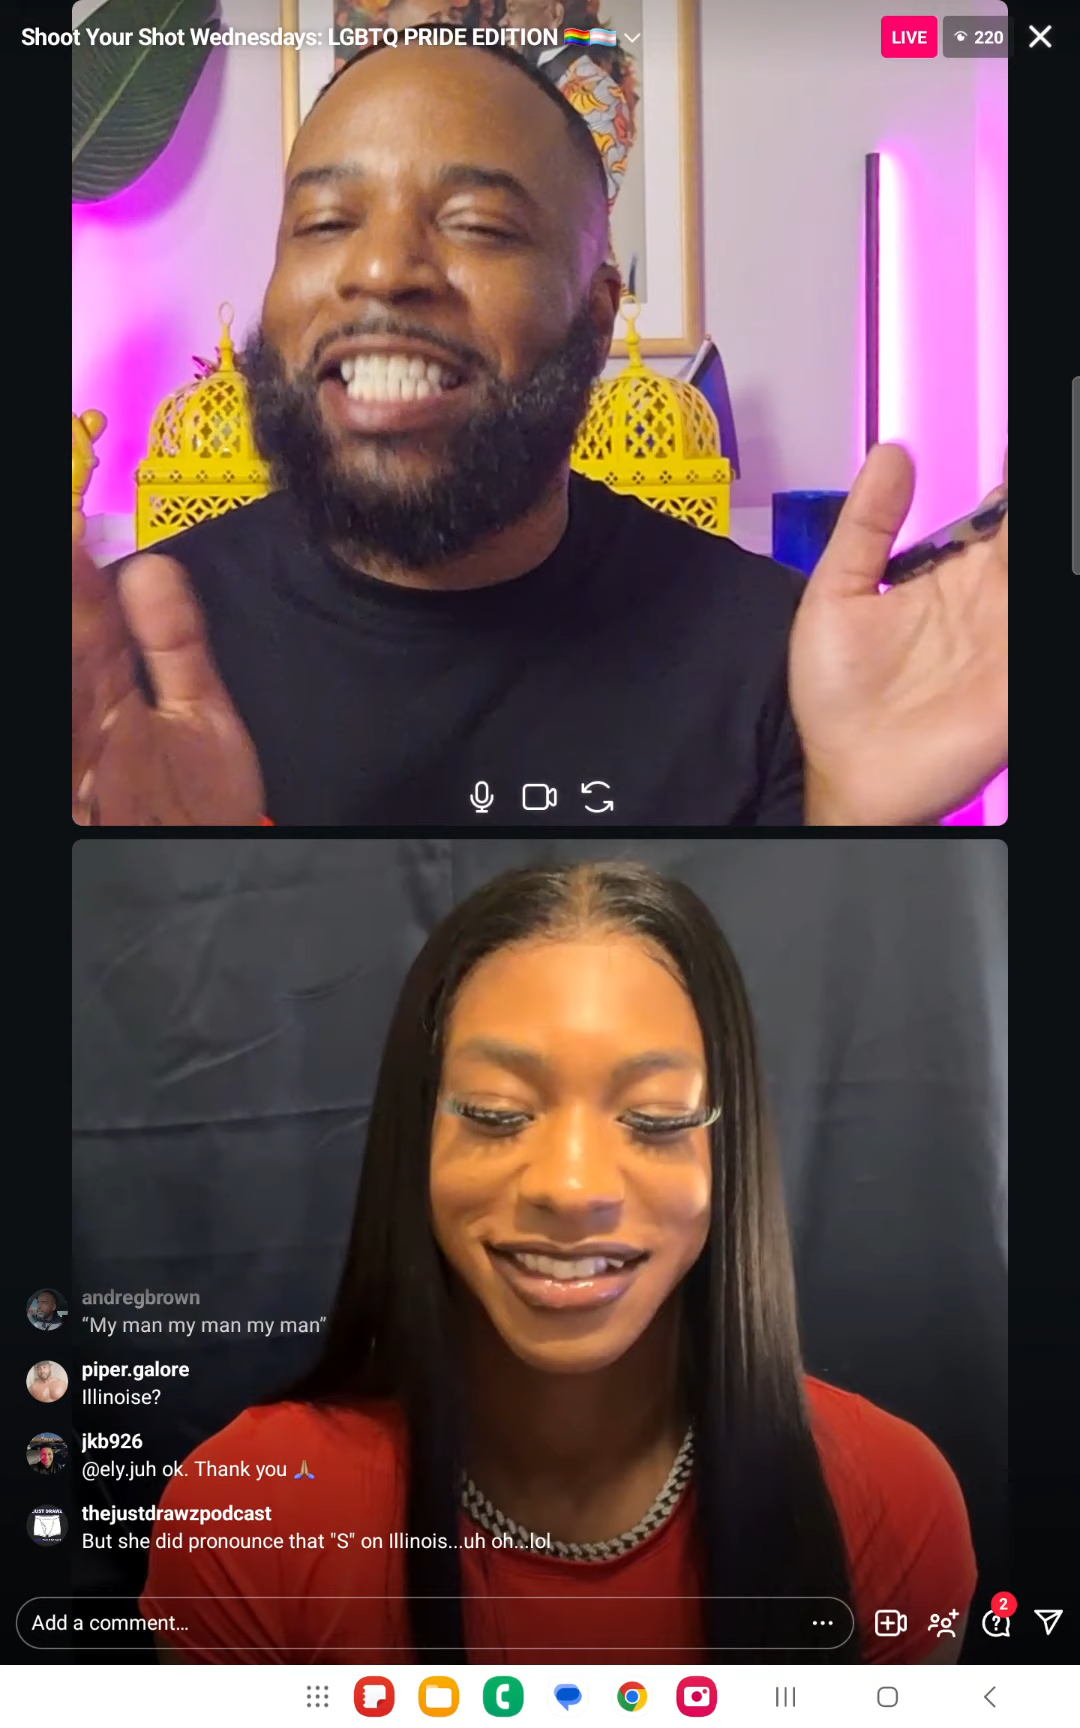 Shoot Your Shot Wednesdays: LGBTQ PRIDE EDITION 🏳️‍🌈🏳️‍⚧️
LIVE
220
andregbrown
“My man my man my man”
piper.galore
Illinoise?
jkb926
@ely.juh ok. Thank you 🙏🏽
JUST DRAWZ
thejustdrawzpodcast
But she did pronounce that "S" on Illinois...uh oh...lol
Add a comment...
2